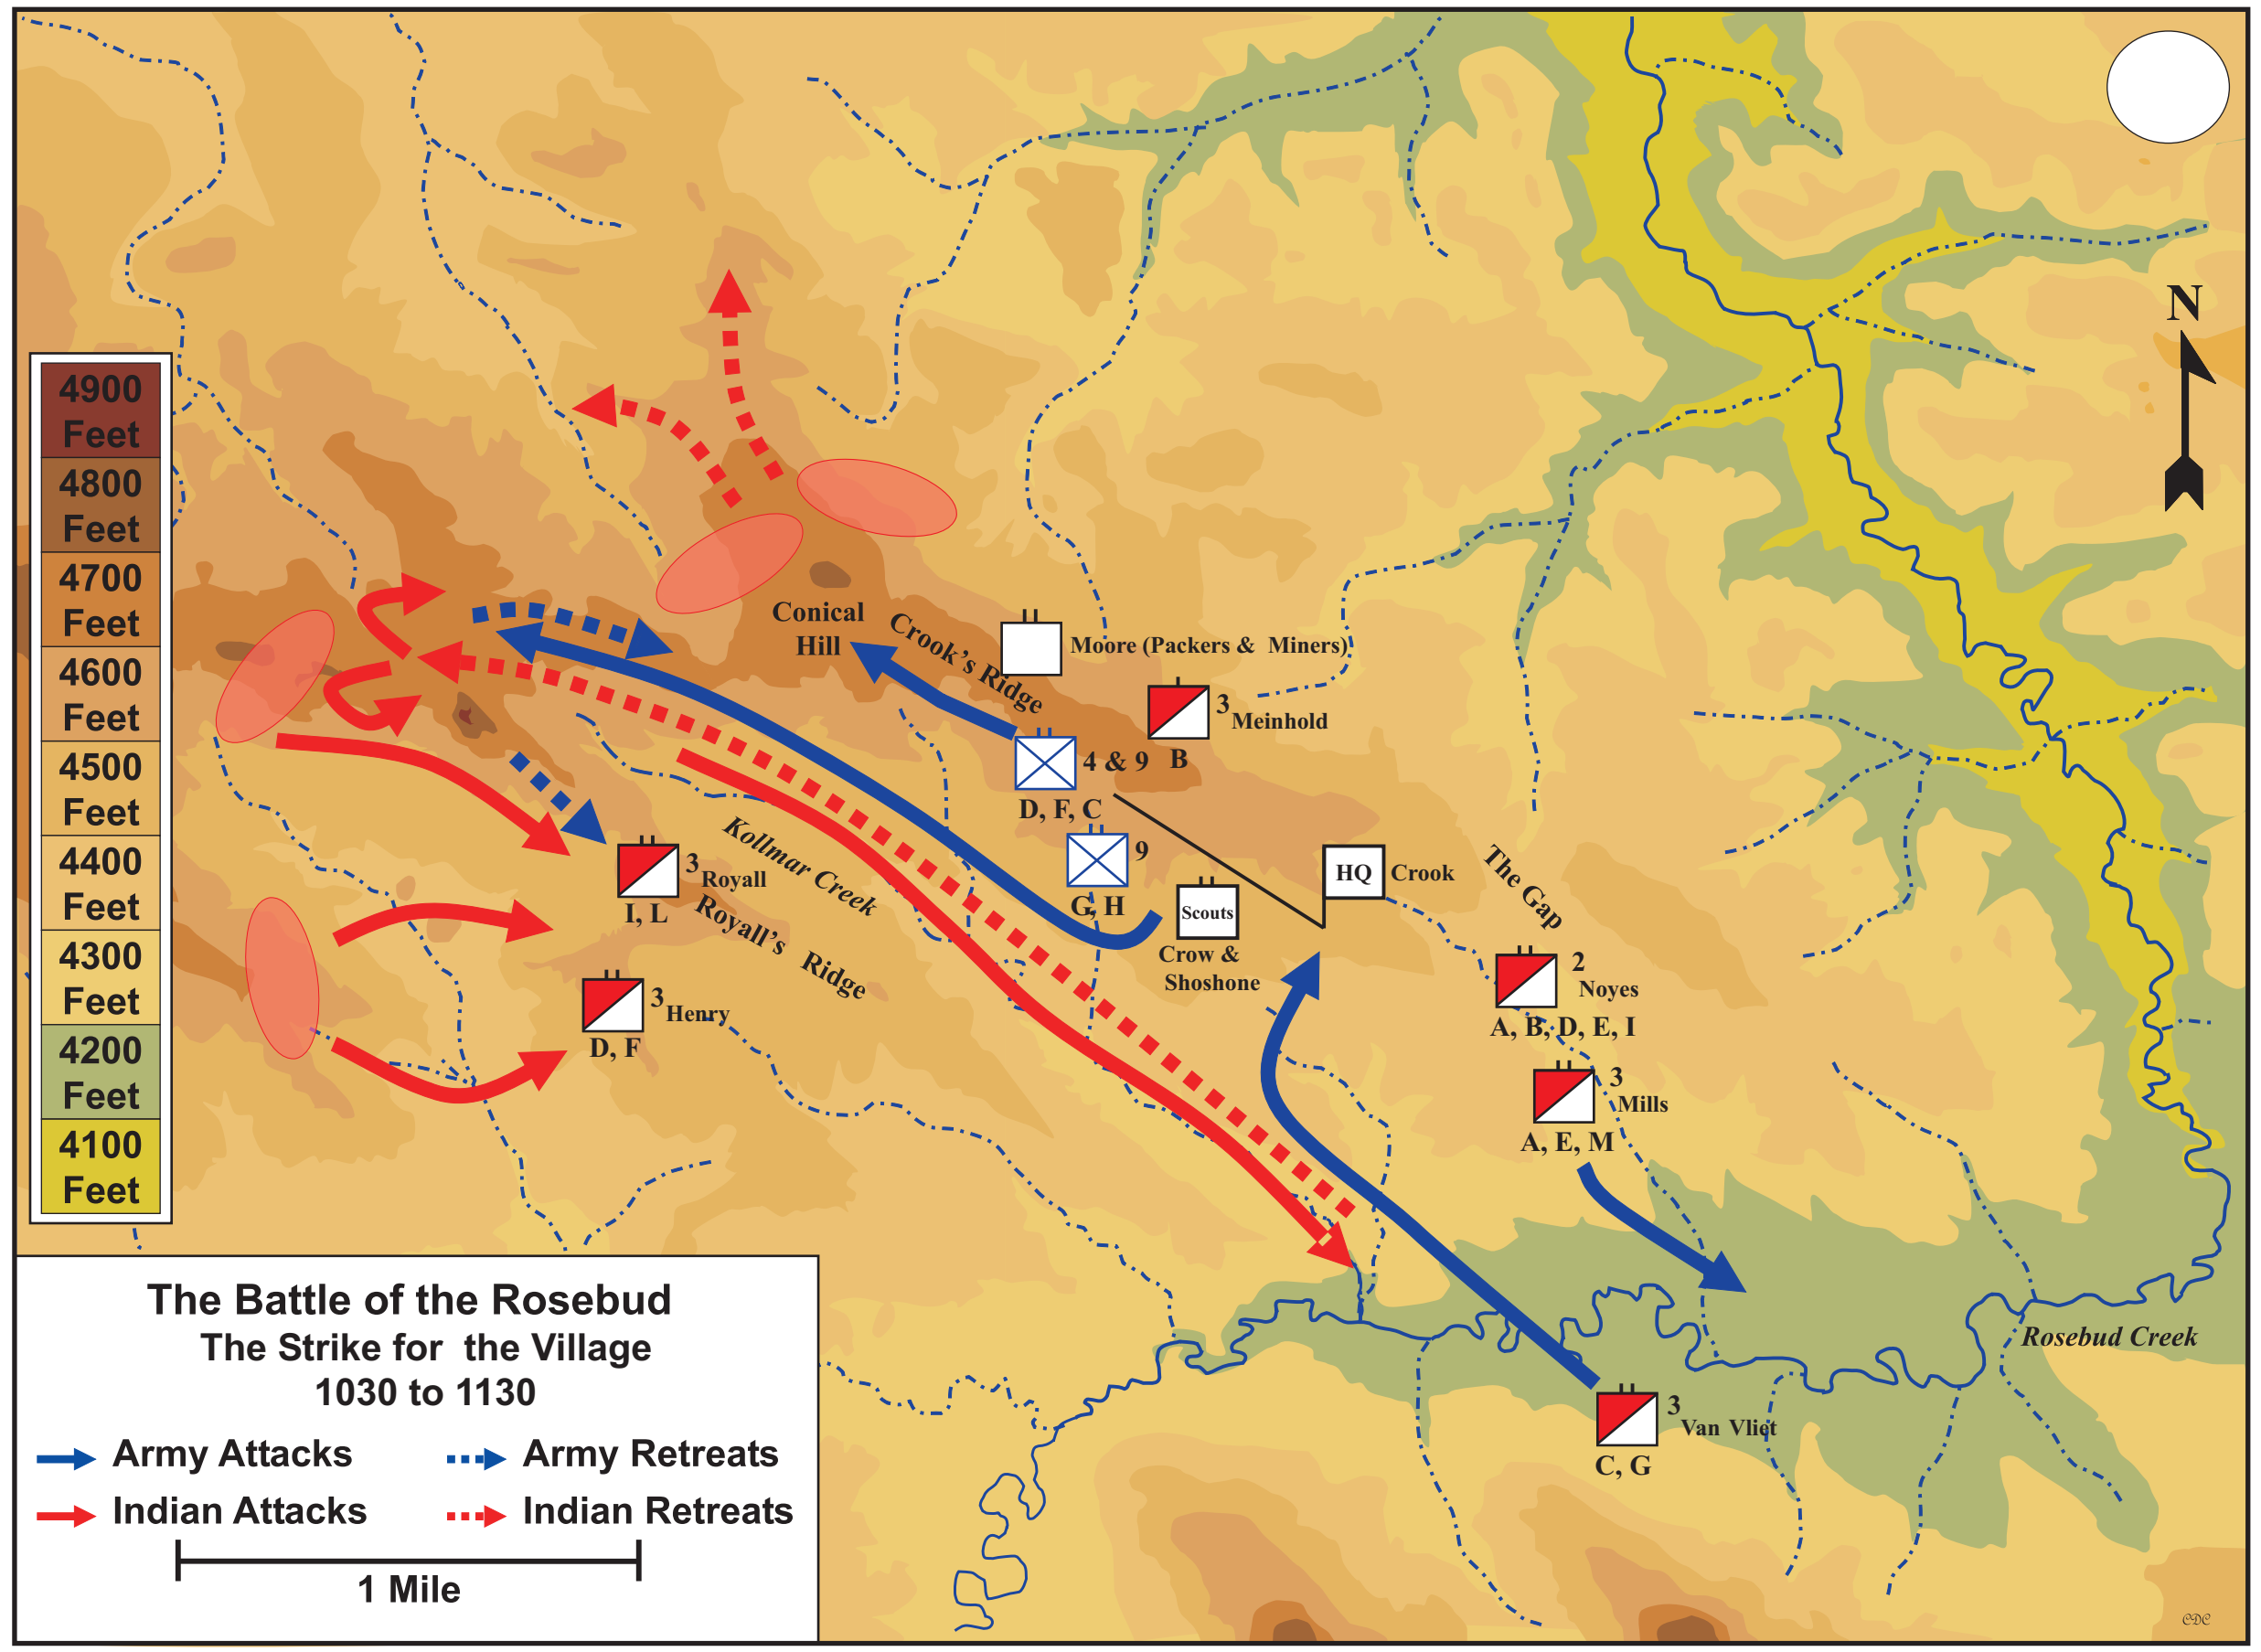 N
4900
Feet
4800
Feet
4700
Feet
4600
Feet
4500
Feet
4400
Feet
4300
Feet
4200
Feet
4100
Feet
Conical
Hill
Crook's Ridge
Moore (Packers & Miners)
3
Meinhold
B
4 & 9
D, F, C
9
G, H
Scouts
Crow &
Shoshone
HQ
Crook
The Gap
Kollmar Creek
3
Royall
I, L
Royall's Ridge
3
Henry
D, F
2
Noyes
A, B, D, E, I
3
Mills
A, E, M
Rosebud Creek
3
Van Vliet
C, G
The Battle of the Rosebud
The Strike for the Village
1030 to 1130
Army Attacks
Army Retreats
Indian Attacks
Indian Retreats
1 Mile
CDC